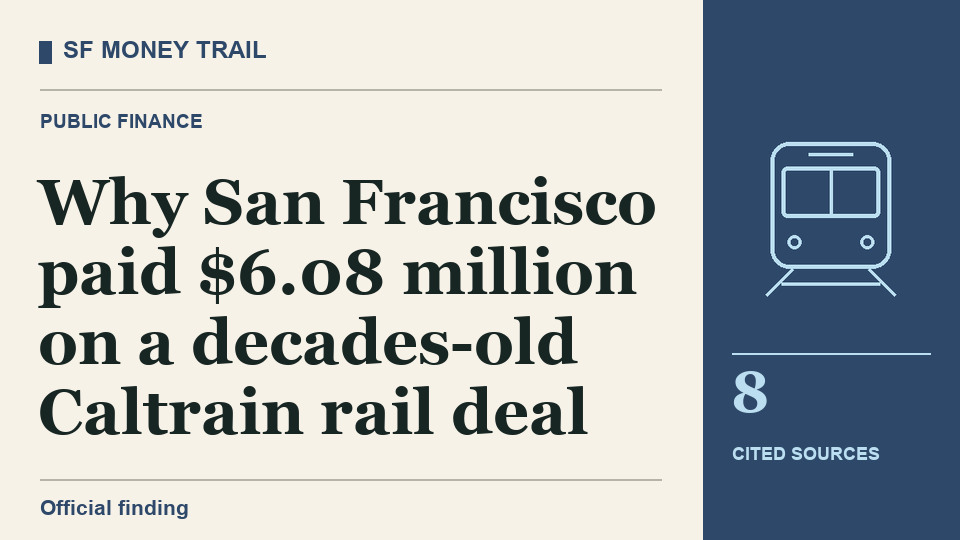 SF MONEY TRAIL
PUBLIC FINANCE
Why San Francisco
paid $6.08 million
on a decades-old
Caltrain rail deal
Official finding
8
CITED SOURCES